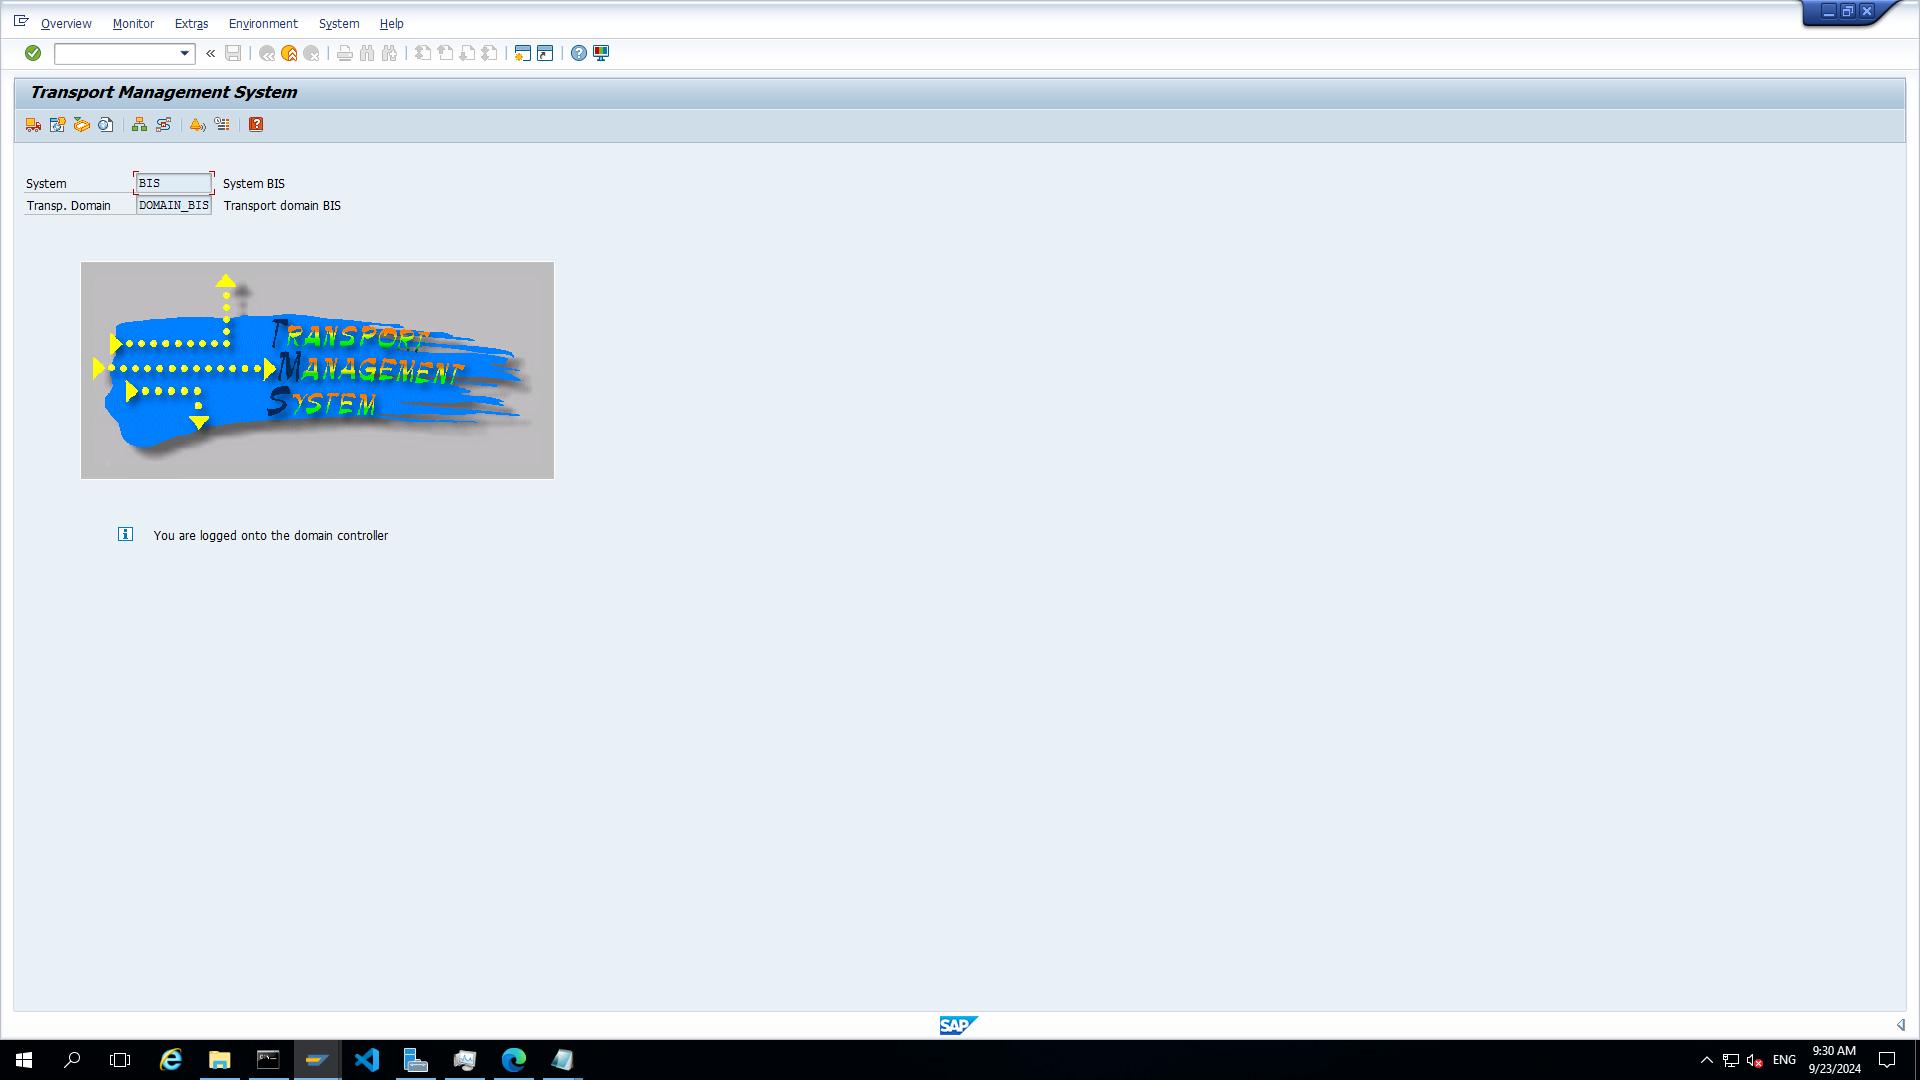 Overview Monitor Extras Environment System Help
Transport Management System
System BIS System BIS
Transp. Domain DOMAIN_BIS Transport domain BIS
TRANSPORT
MANAGEMENT
SYSTEM
You are logged onto the domain controller
SAP
ENG
9:30 AM
9/23/2024